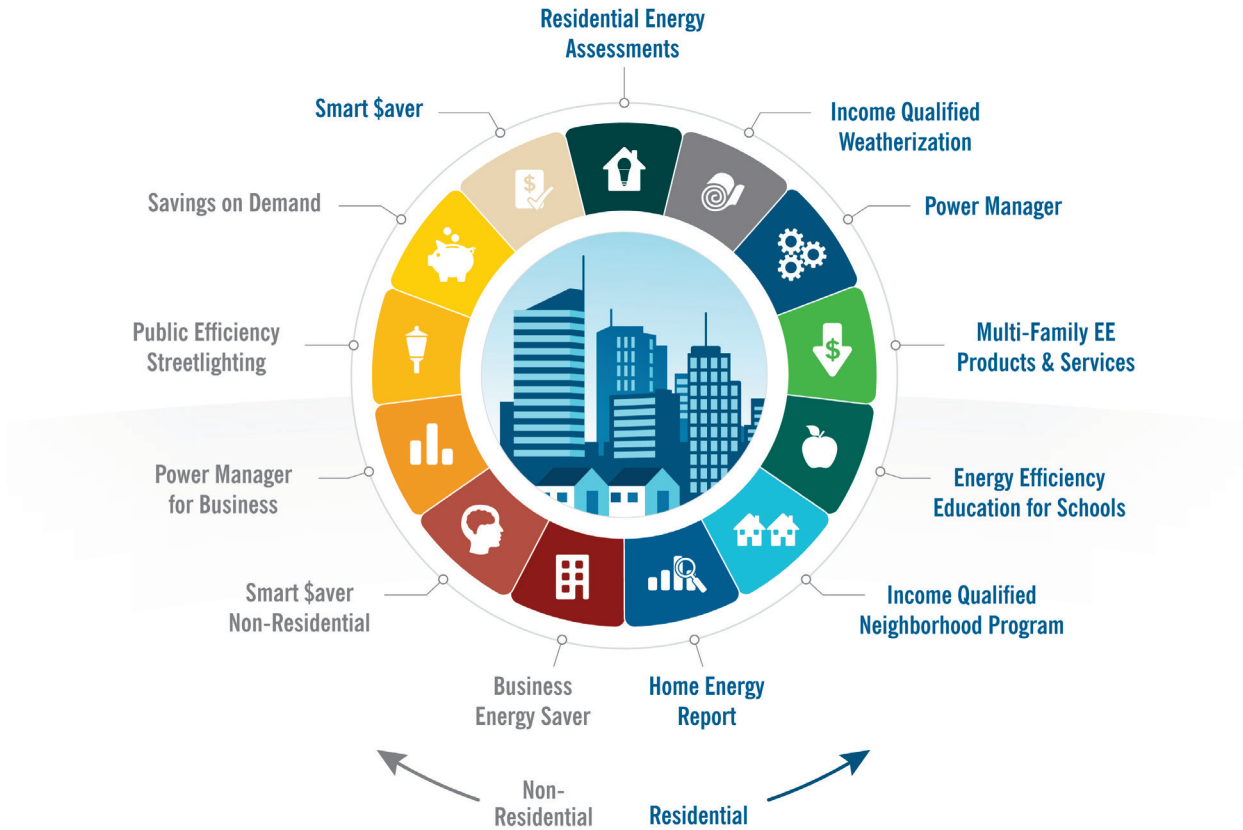 Residential Energy
Assessments
Smart $aver
Income Qualified
Weatherization
Savings on Demand
Power Manager
$
$
Public Efficiency
Streetlighting
Multi-Family EE
Products & Services
Power Manager
for Business
Energy Efficiency
Education for Schools
Smart $aver
Non-Residential
Income Qualified
Neighborhood Program
Business
Energy Saver
Home Energy
Report
Non-
Residential
Residential